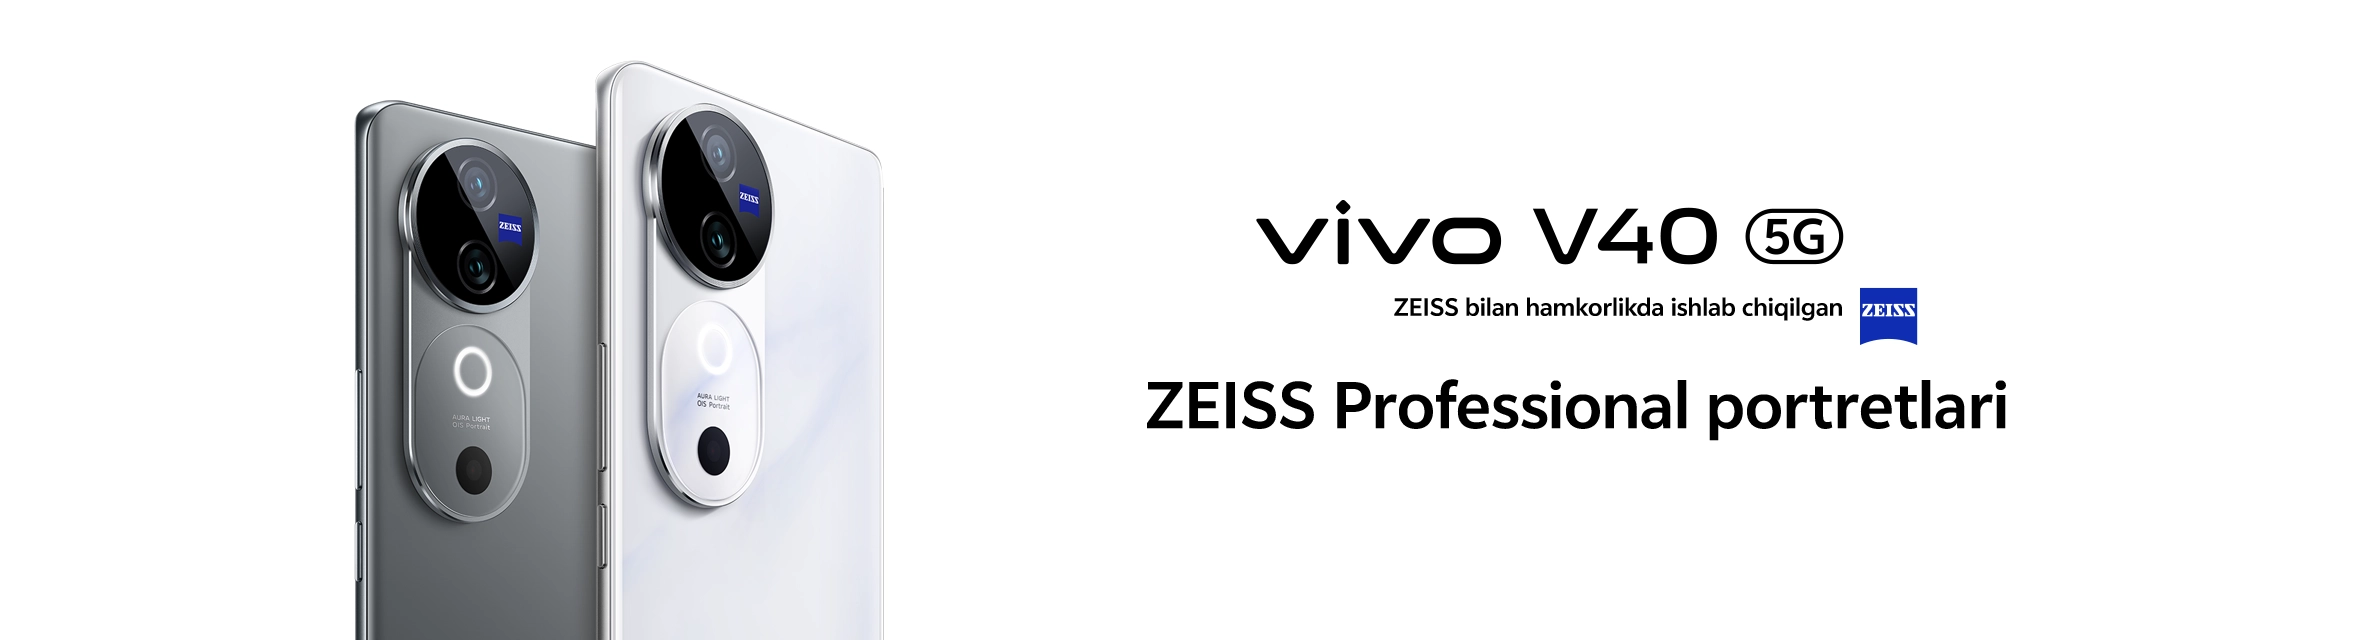 ZEISS
AURA LIGHT
OIS Portrait
ZEISS
AURA LIGHT
OIS Portrait
vivo V40 5G
ZEISS bilan hamkorlikda ishlab chiqilgan ZEISS
ZEISS Professional portretlari